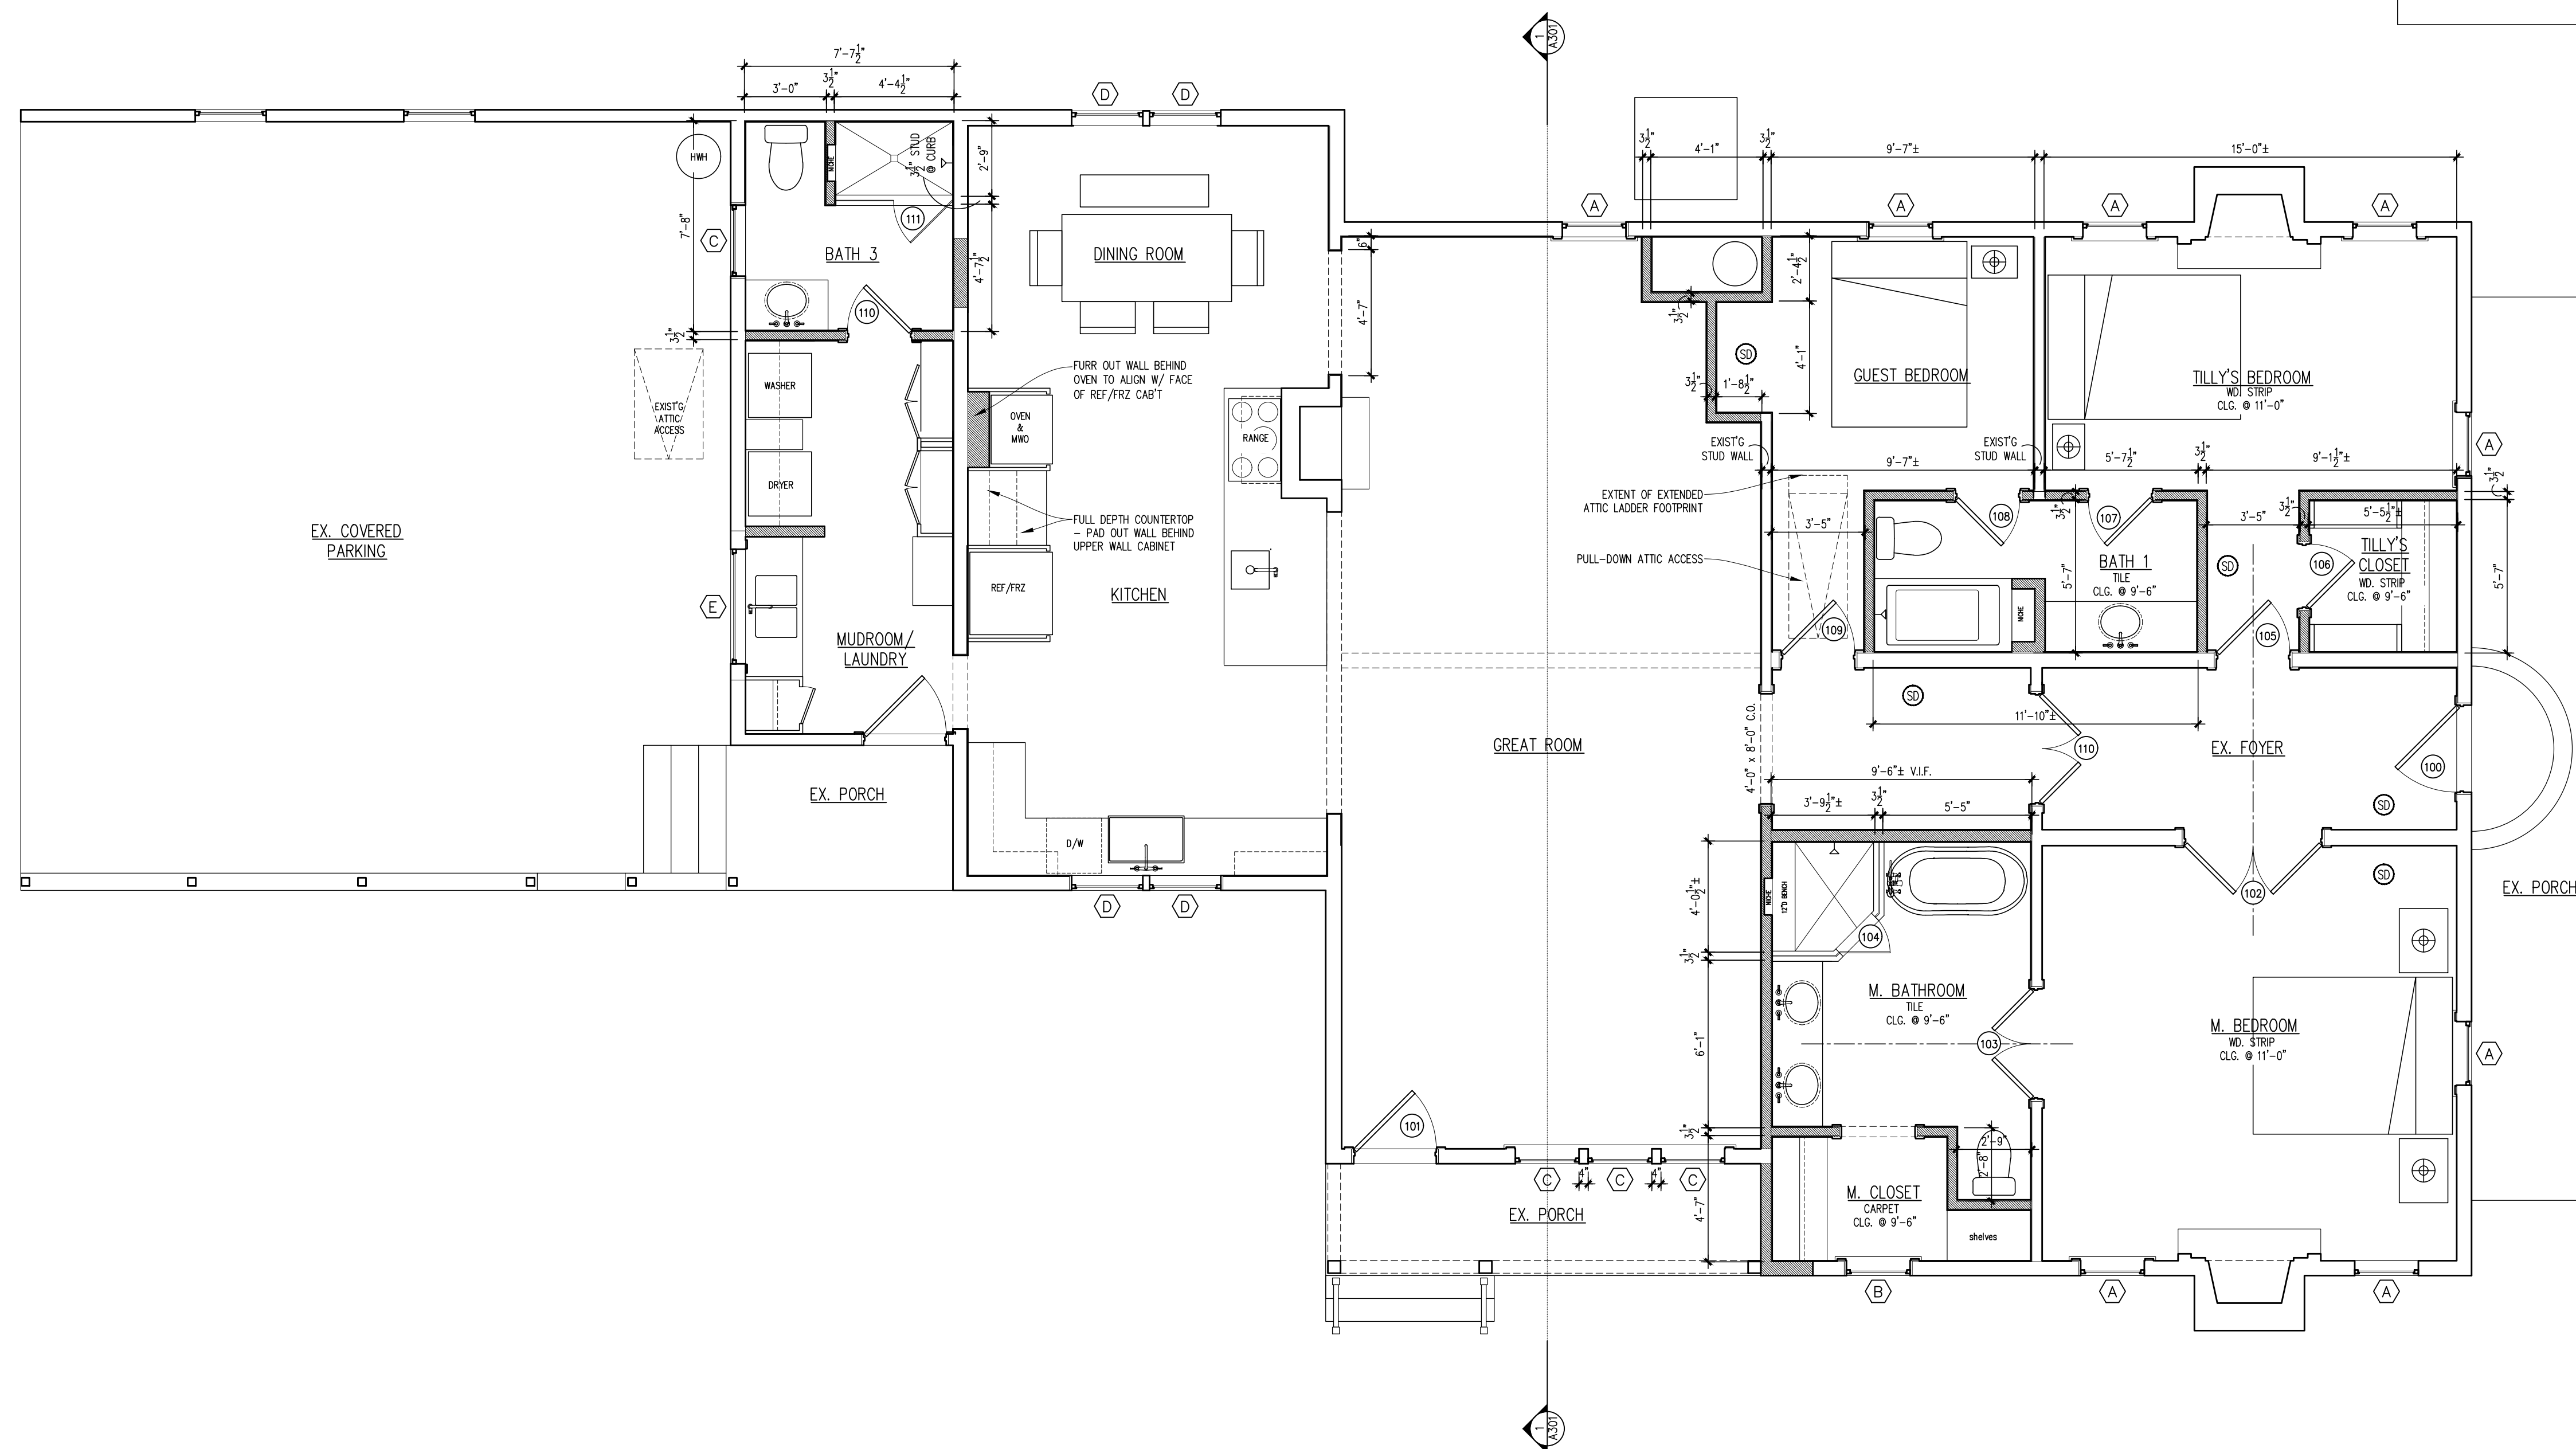 1
A301
7'-7 1/2"
3'-0"
3 1/2"
4'-4 1/2"
D
D
3 1/2"
4'-1"
3 1/2"
9'-7"±
15'-0"±
HWH
NICHE
3 1/2" STUD
@ CURB
2'-9"
111
7'-8"
C
BATH 3
4'-7 1/2"
DINING ROOM
A
A
A
A
6"
4'-7"
2'-4 1/2"
3 1/2"
110
3 1/2"
WASHER
EXIST'G
ATTIC
ACCESS
DRYER
FURR OUT WALL BEHIND
OVEN TO ALIGN W/ FACE
OF REF/FRZ CAB'T
OVEN
&
MWO
RANGE
SD
4'-1"
3 1/2"
1'-8 1/2"
GUEST BEDROOM
TILLY'S BEDROOM
WD. STRIP
CLG. @ 11'-0"
EXIST'G
STUD WALL
EXIST'G
STUD WALL
9'-7"±
5'-7 1/2"
3 1/2"
9'-1 1/2"±
A
3 1/2"
EX. COVERED
PARKING
FULL DEPTH COUNTERTOP
- PAD OUT WALL BEHIND
UPPER WALL CABINET
EXTENT OF EXTENDED
ATTIC LADDER FOOTPRINT
PULL-DOWN ATTIC ACCESS
3'-5"
108
3 1/2"
107
3'-5"
3 1/2"
5'-5 1/2"±
TILLY'S
CLOSET
WD. STRIP
CLG. @ 9'-6"
106
SD
BATH 1
TILE
CLG. @ 9'-6"
5'-7"
5'-7"
NICHE
109
105
REF/FRZ
KITCHEN
E
MUDROOM/
LAUNDRY
SD
11'-10"±
4'-0" x 8'-0" C.O.
GREAT ROOM
110
EX. FOYER
100
9'-6"± V.I.F.
3'-9 1/2"±
3 1/2"
5'-5"
SD
EX. PORCH
D/W
D
D
4'-0 1/2"±
NICHE
12"D BENCH
104
3 1/2"
102
SD
EX. PORCH
M. BATHROOM
TILE
CLG. @ 9'-6"
103
6'-1"
M. BEDROOM
WD. STRIP
CLG. @ 11'-0"
A
101
3 1/2"
2'-9"
2'-8"
C
4"
C
4"
C
4'-7"
EX. PORCH
M. CLOSET
CARPET
CLG. @ 9'-6"
shelves
B
A
A
1
A301